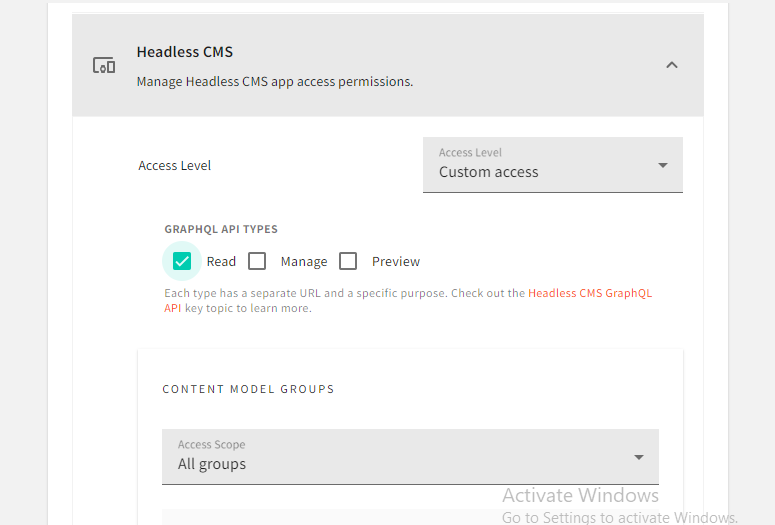 Headless CMS
Manage Headless CMS app access permissions.
Access Level
Access Level
Custom access
GRAPHQL API TYPES
Read
Manage
Preview
Each type has a separate URL and a specific purpose. Check out the Headless CMS GraphQL
API key topic to learn more.
CONTENT MODEL GROUPS
Access Scope
All groups
Activate Windows
Go to Settings to activate Windows.